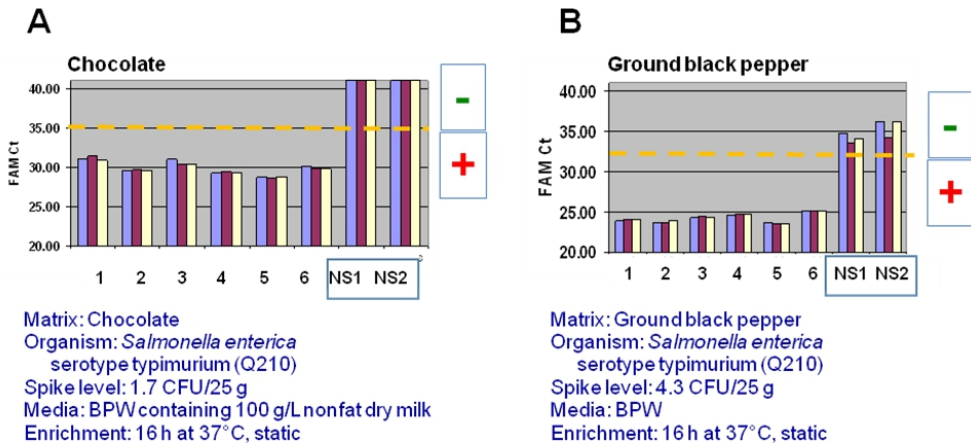 A
Chocolate
40.00
35.00
30.00
25.00
20.00
FAM Ct
1 2 3 4 5 6 NS1 NS2
-
+
Matrix: Chocolate
Organism: Salmonella enterica
serotype typimurium (Q210)
Spike level: 1.7 CFU/25 g
Media: BPW containing 100 g/L nonfat dry milk
Enrichment: 16 h at 37°C, static
B
Ground black pepper
40.00
35.00
30.00
25.00
20.00
FAM Ct
1 2 3 4 5 6 NS1 NS2
-
+
Matrix: Ground black pepper
Organism: Salmonella enterica
serotype typimurium (Q210)
Spike level: 4.3 CFU/25 g
Media: BPW
Enrichment: 16 h at 37°C, static